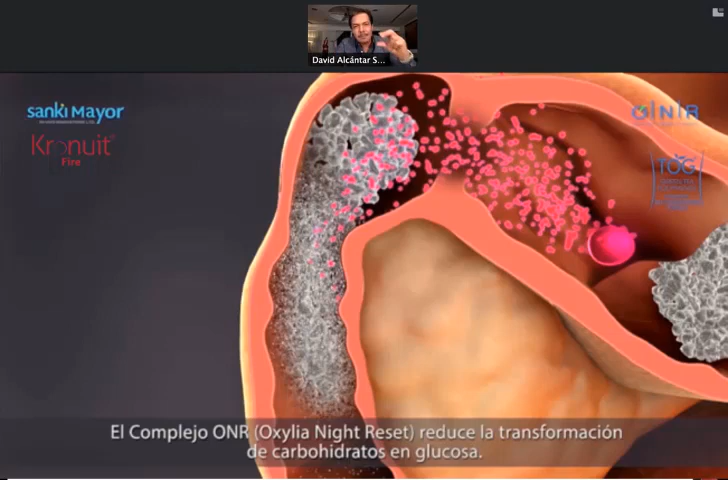 David Alcántar S...
sanki Mayor
Kronuit®
Fire
TOG
El Complejo ONR (Oxylia Night Reset) reduce la transformación
de carbohidratos en glucosa.